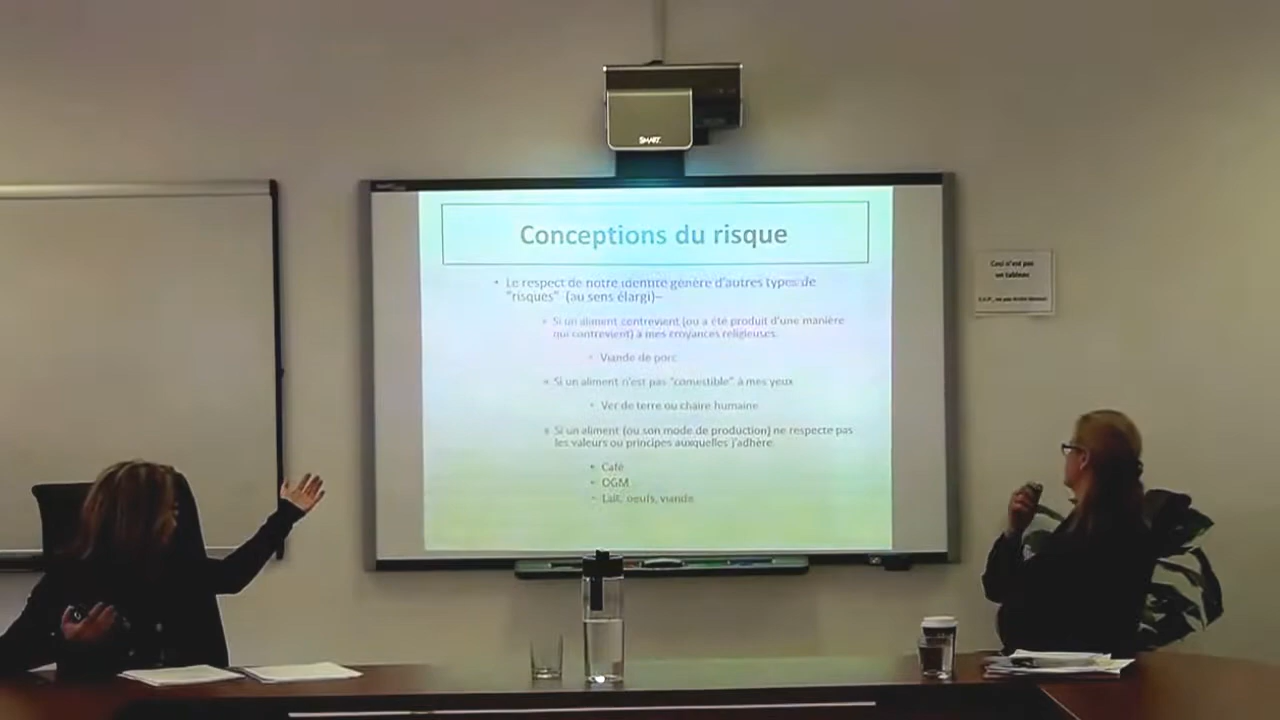 SMART
Conceptions du risque
• Le respect de notre identité génère d'autres types de
"risques" (au sens élargi)–
Si un aliment contrevient (ou a été produit d'une manière
qui contrevient) à mes croyances religieuses.
Viande de porc
Si un aliment n'est pas "comestible" à mes yeux
• Ver de terre ou chaire humaine
Si un aliment (ou son mode de production) ne respecte pas
les valeurs ou principes auxquelles j'adhère.
• Café
• OGM
Lait, oeufs, viande
Ceci n'est pas
un tableau